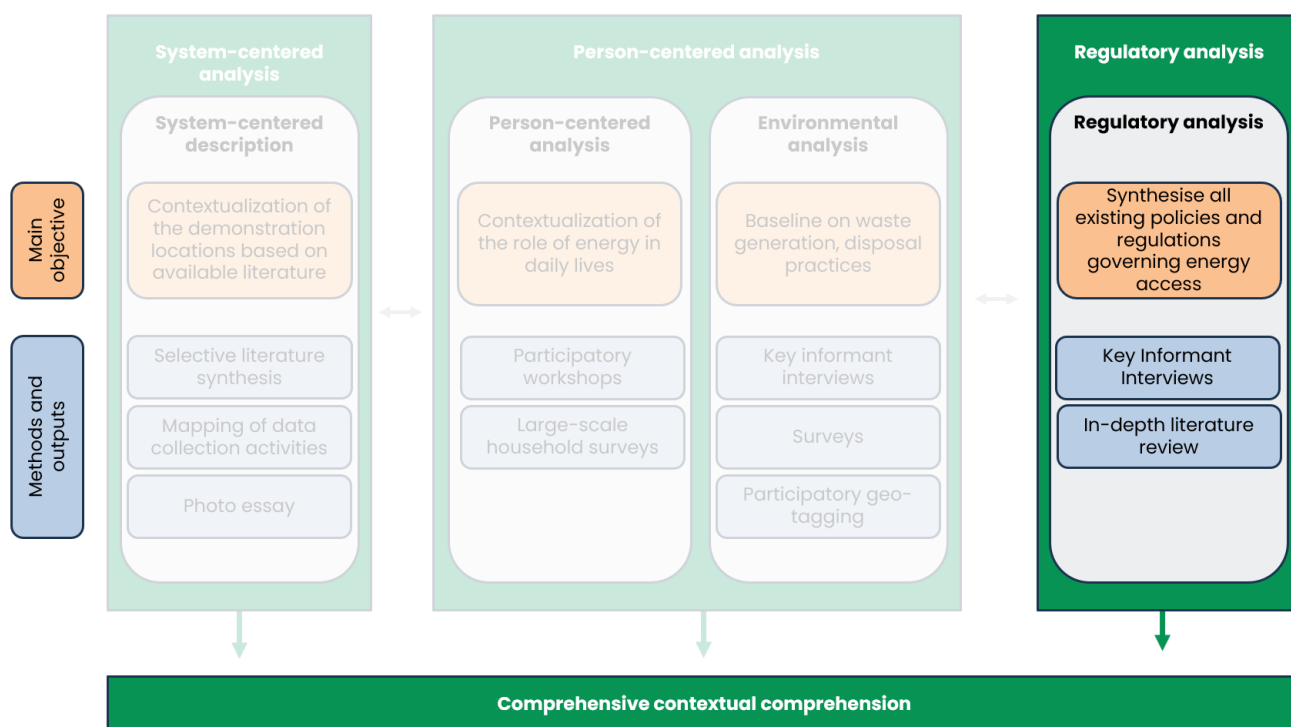 System-centered
analysis
Person-centered analysis
Regulatory analysis
System-centered
description
Person-centered
analysis
Environmental
analysis
Regulatory analysis
Main
objective
Contextualization of
the demonstration
locations based on
available literature
Contextualization of
the role of energy in
daily lives
Baseline on waste
generation, disposal
practices
Synthesise all
existing policies and
regulations
governing energy
access
Methods and
outputs
Selective literature
synthesis
Mapping of data
collection activities
Photo essay
Participatory
workshops
Large-scale
household surveys
Key informant
interviews
Surveys
Participatory geo-
tagging
Key Informant
Interviews
In-depth literature
review
Comprehensive contextual comprehension